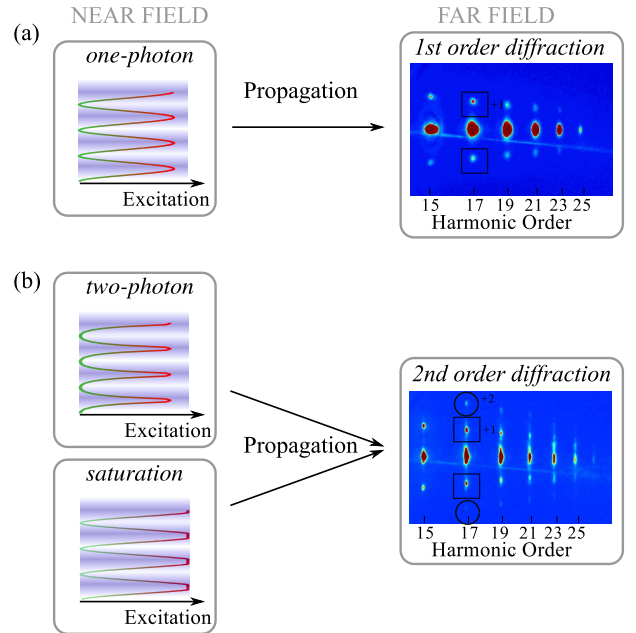 NEAR FIELD
FAR FIELD
(a)
one-photon
Excitation
Propagation
1st order diffraction
+1
15 17 19 21 23 25
Harmonic Order
(b)
two-photon
Excitation
saturation
Excitation
Propagation
2nd order diffraction
+2
+1
15 17 19 21 23 25
Harmonic Order